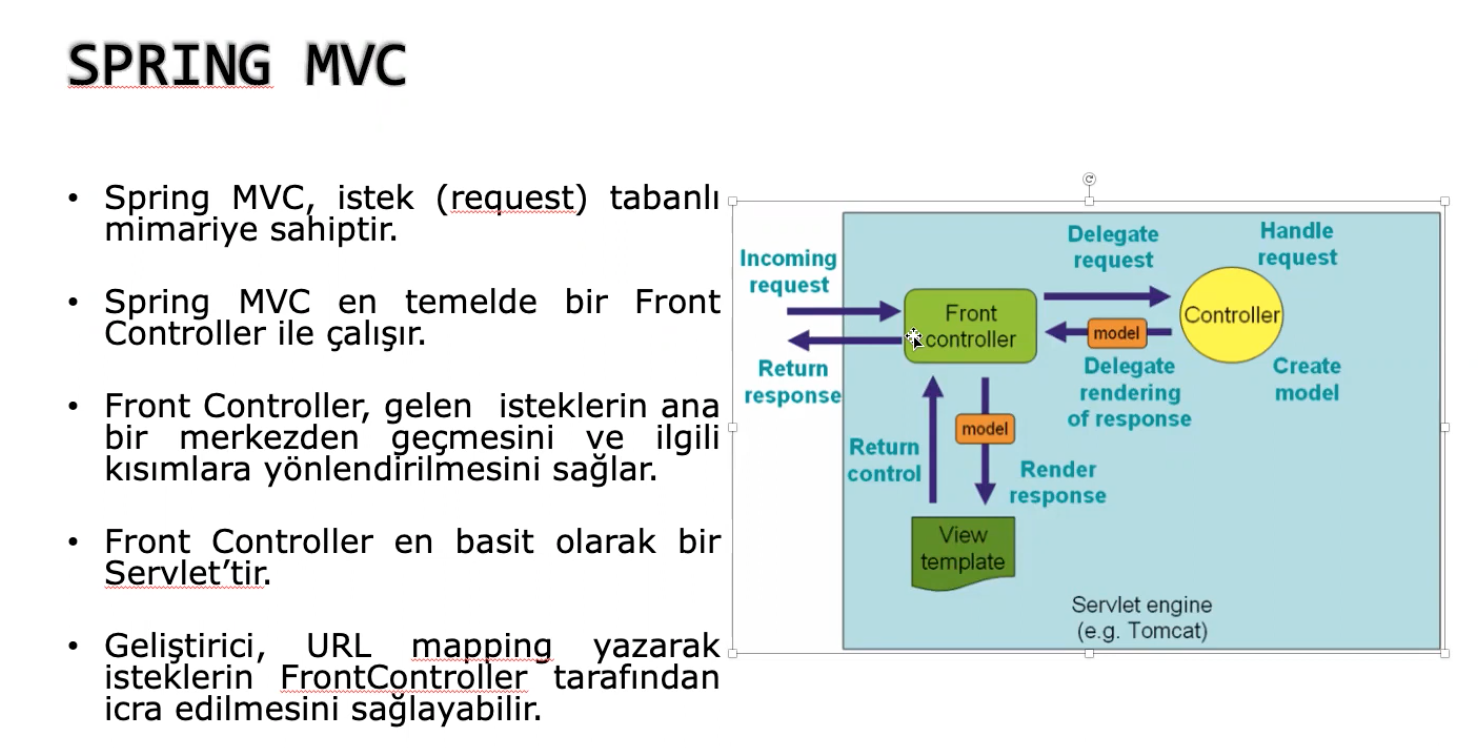 SPRING MVC
• Spring MVC, istek (request) tabanlı
mimariye sahiptir.
• Spring MVC en temelde bir Front
Controller ile çalışır.
• Front Controller, gelen isteklerin ana
bir merkezden geçmesini ve ilgili
kısımlara yönlendirilmesini sağlar.
• Front Controller en basit olarak bir
Servlet’tir.
• Geliştirici, URL mapping yazarak
isteklerin FrontController tarafından
icra edilmesini sağlayabilir.
Incoming
request
Return
response
Front
controller
Delegate
request
Handle
request
Controller
model
Delegate
rendering
of response
Create
model
model
Return
control
Render
response
View
template
Servlet engine
(e.g. Tomcat)